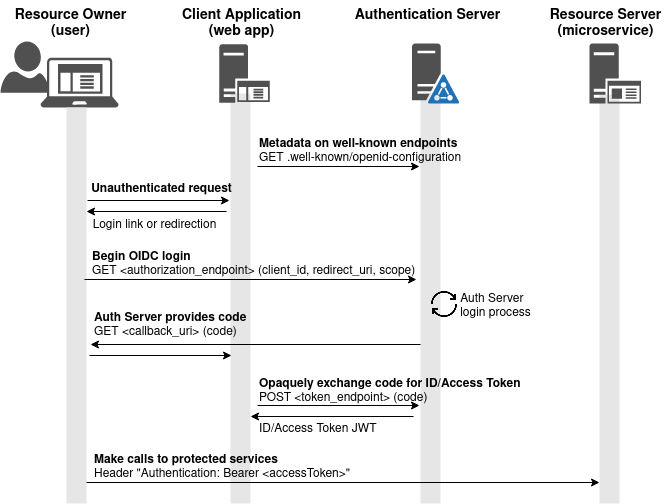 Resource Owner
(user)
Client Application
(web app)
Authentication Server
Resource Server
(microservice)
Metadata on well-known endpoints
GET .well-known/openid-configuration
Unauthenticated request
Login link or redirection
Begin OIDC login
GET <authorization_endpoint> (client_id, redirect_uri, scope)
Auth Server
login process
Auth Server provides code
GET <callback_uri> (code)
Opaquely exchange code for ID/Access Token
POST <token_endpoint> (code)
ID/Access Token JWT
Make calls to protected services
Header "Authentication: Bearer <accessToken>"